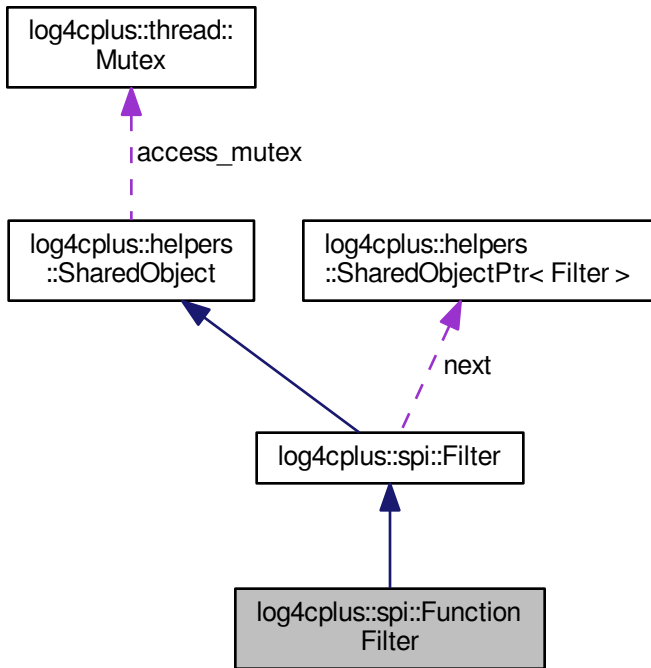 log4cplus::thread::
Mutex
access_mutex
log4cplus::helpers
::SharedObject
log4cplus::helpers
::SharedObjectPtr< Filter >
next
log4cplus::spi::Filter
log4cplus::spi::Function
Filter